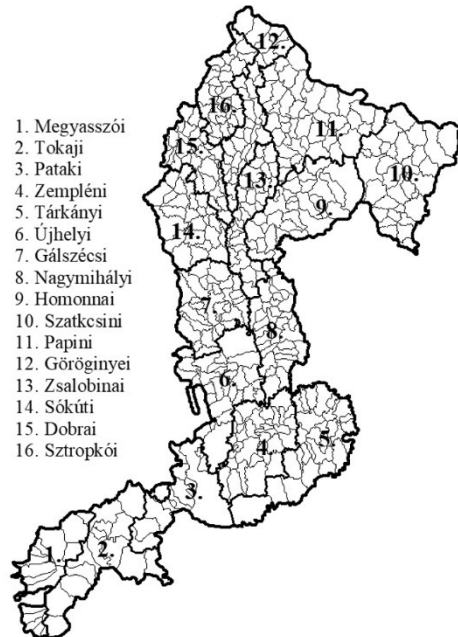 1. Megyasszói
2. Tokaji
3. Pataki
4. Zempléni
5. Tárkányi
6. Újhelyi
7. Gálszécsi
8. Nagymihályi
9. Homonnai
10. Szatkcsini
11. Papini
12. Göröginyei
13. Zsalobinai
14. Sókúti
15. Dobrai
16. Sztropkói
12.
16.
11.
15.
13.
10.
9.
14.
7.
8.
6.
4.
5.
3.
1.
2.